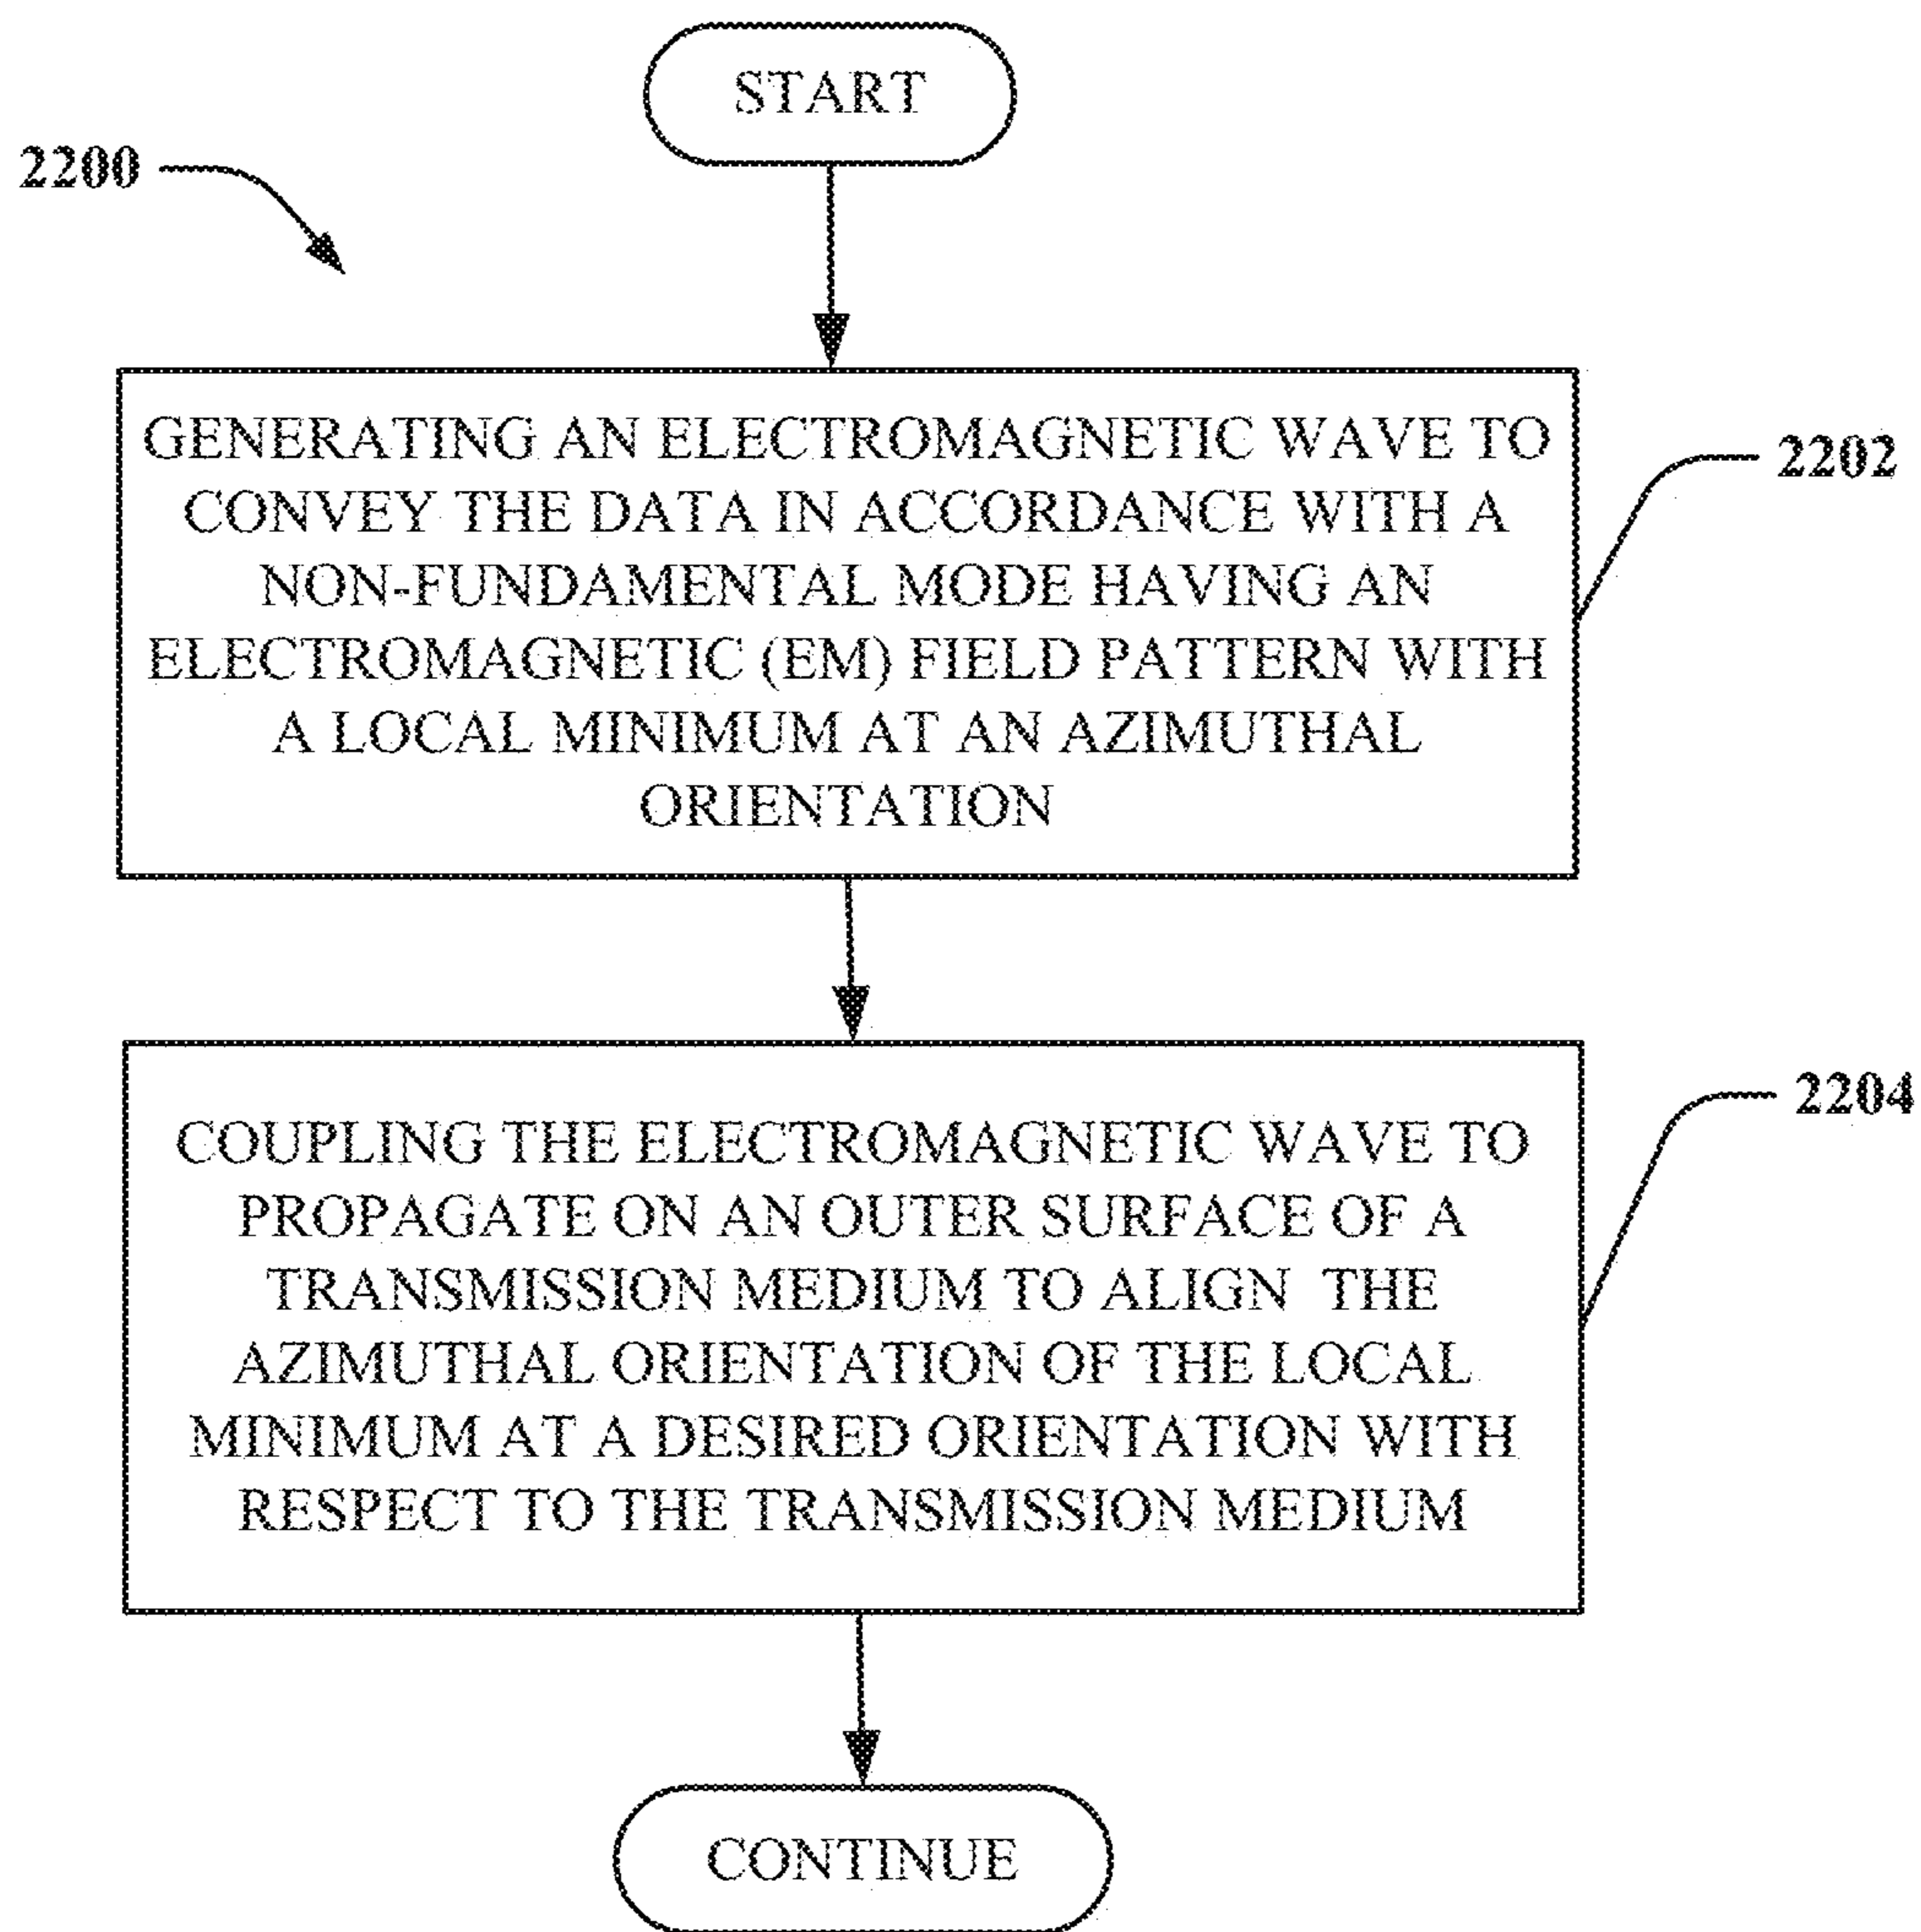 START
2200
GENERATING AN ELECTROMAGNETIC WAVE TO
CONVEY THE DATA IN ACCORDANCE WITH A
2202
NON-FUNDAMENTAL MODE HAVING AN
ELECTROMAGNETIC (EM) FIELD PATTERN WITH
A LOCAL MINIMUM AT AN AZIMUTHAL
ORIENTATION
COUPLING THE ELECTROMAGNETIC WAVE TO
2204
PROPAGATE ON AN OUTER SURFACE OF A
TRANSMISSION MEDIUM TO ALIGN THE
AZIMUTHAL ORIENTATION OF THE LOCAL
MINIMUM AT A DESIRED ORIENTATION WITH
RESPECT TO THE TRANSMISSION MEDIUM
CONTINUE